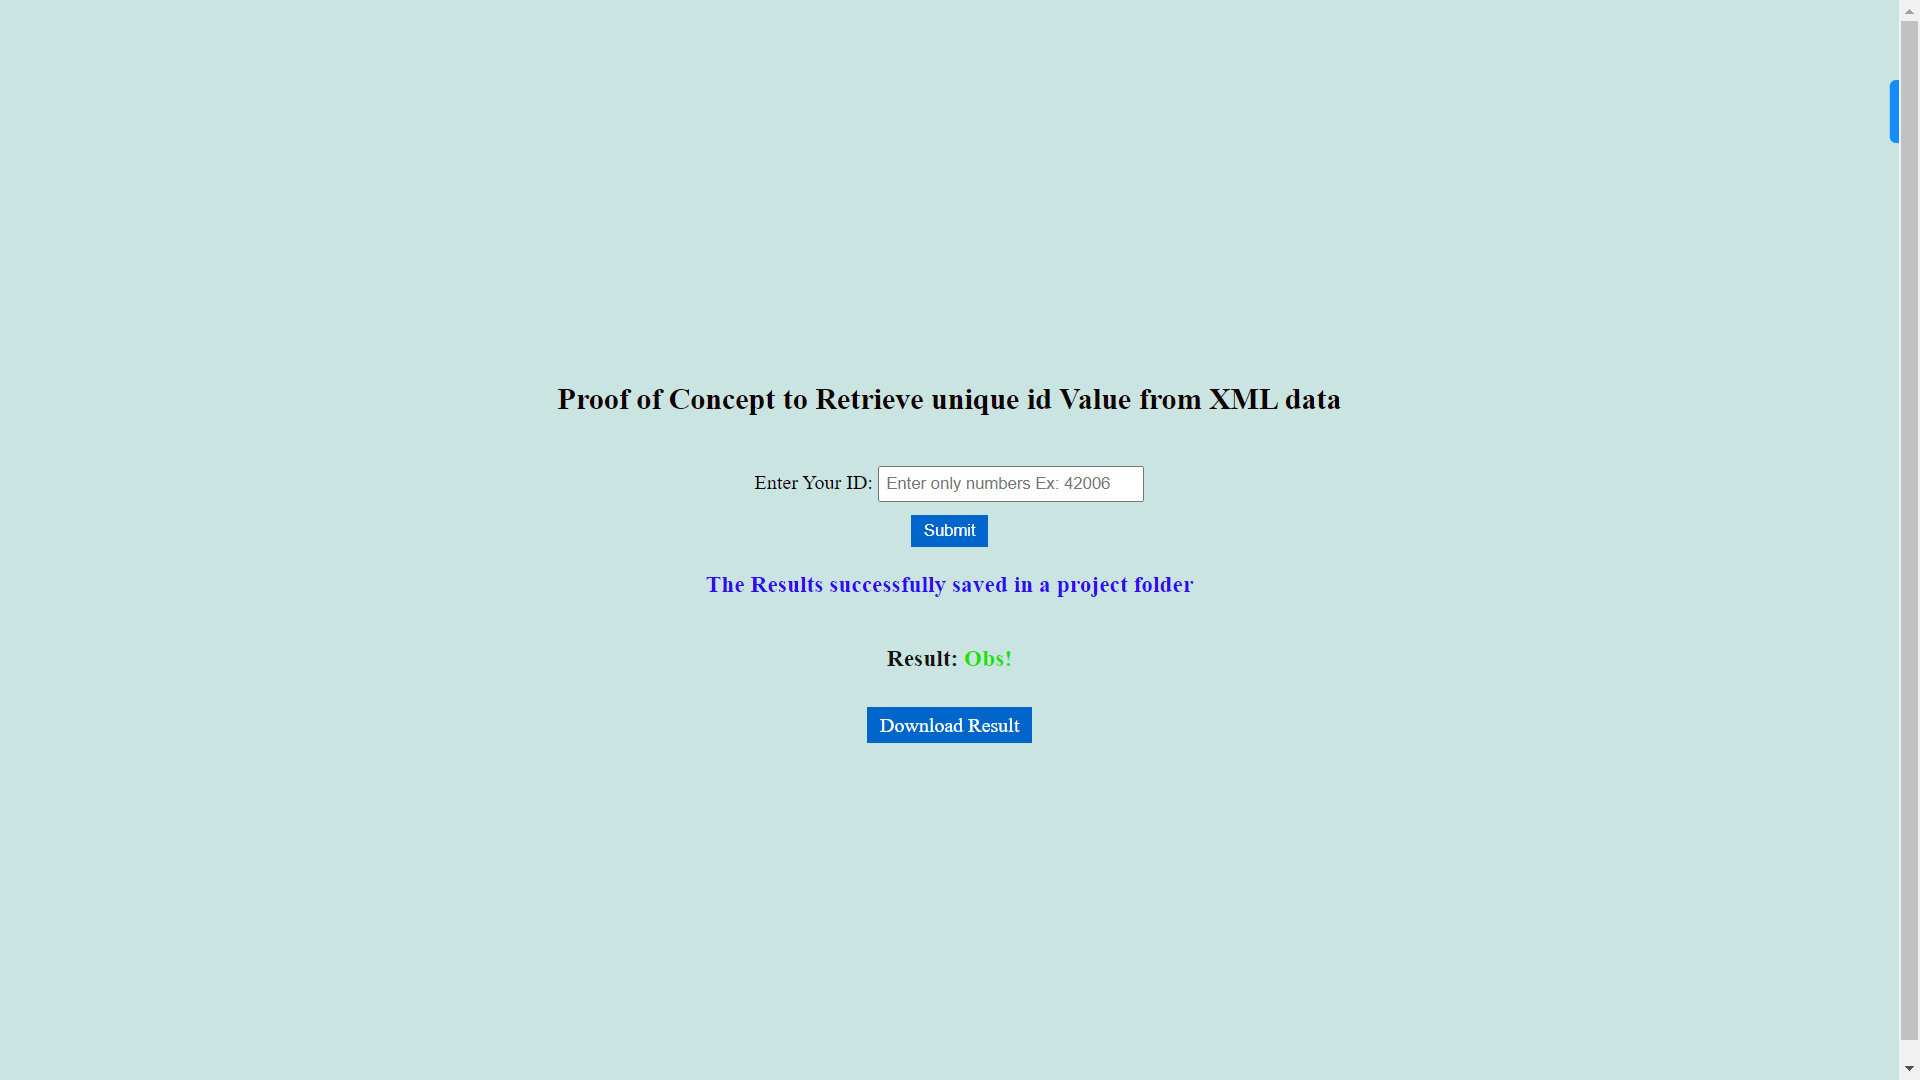 Proof of Concept to Retrieve unique id Value from XML data
Enter Your ID: Enter only numbers Ex: 42006
Submit
The Results successfully saved in a project folder
Result: Obs!
Download Result